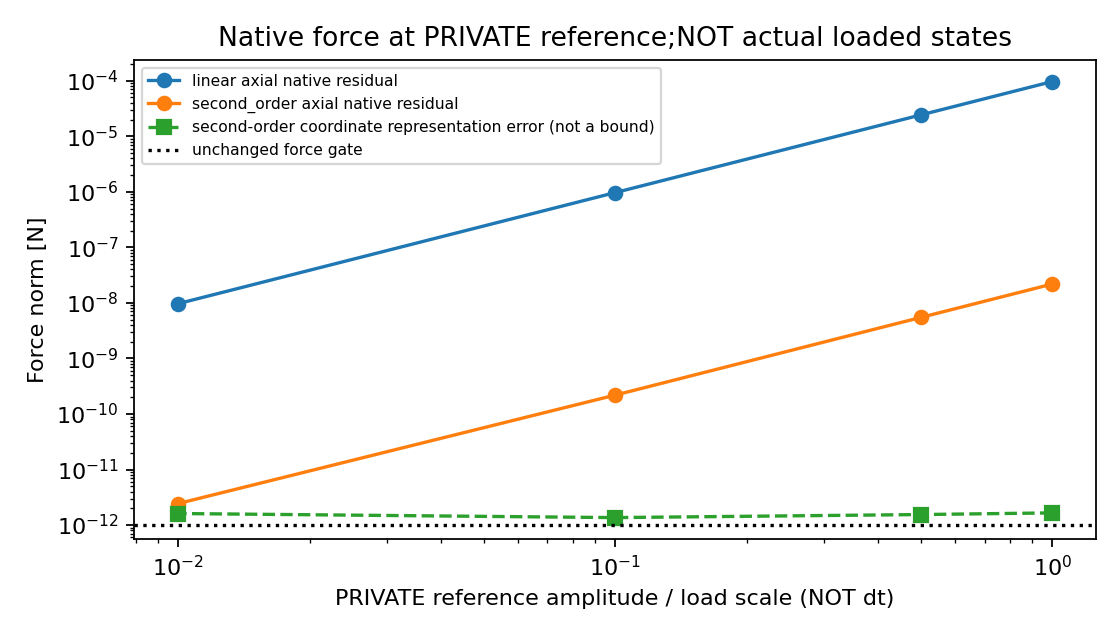 Native force at PRIVATE reference;NOT actual loaded states
linear axial native residual
second_order axial native residual
second-order coordinate representation error (not a bound)
unchanged force gate
Force norm [N]
10⁻⁴
10⁻⁵
10⁻⁶
10⁻⁷
10⁻⁸
10⁻⁹
10⁻¹⁰
10⁻¹¹
10⁻¹²
10⁻² 10⁻¹ 10⁰
PRIVATE reference amplitude / load scale (NOT dt)